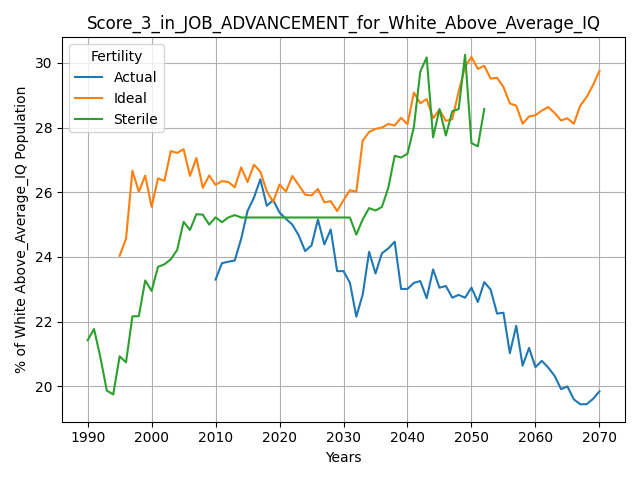 Score_3_in_JOB_ADVANCEMENT_for_White_Above_Average_IQ
% of White Above_Average_IQ Population
Fertility
Actual
Ideal
Sterile
30
28
26
24
22
20
1990 2000 2010 2020 2030 2040 2050 2060 2070
Years